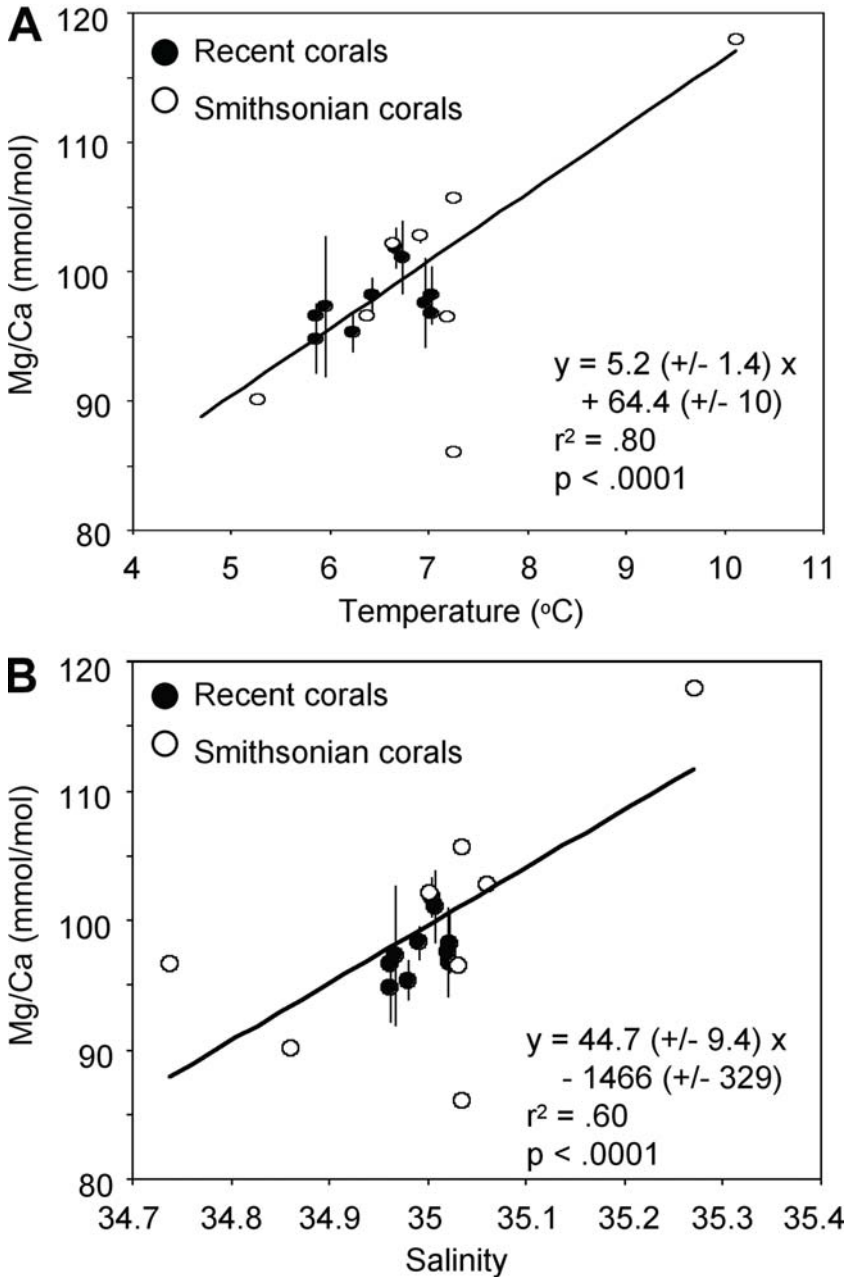 A
Recent corals
Smithsonian corals
120
110
100
90
80
Mg/Ca (mmol/mol)
y = 5.2 (+/- 1.4) x
+ 64.4 (+/- 10)
r² = .80
p < .0001
4 5 6 7 8 9 10 11
Temperature (ºC)
B
Recent corals
Smithsonian corals
120
110
100
90
80
Mg/Ca (mmol/mol)
y = 44.7 (+/- 9.4) x
- 1466 (+/- 329)
r² = .60
p < .0001
34.7 34.8 34.9 35 35.1 35.2 35.3 35.4
Salinity